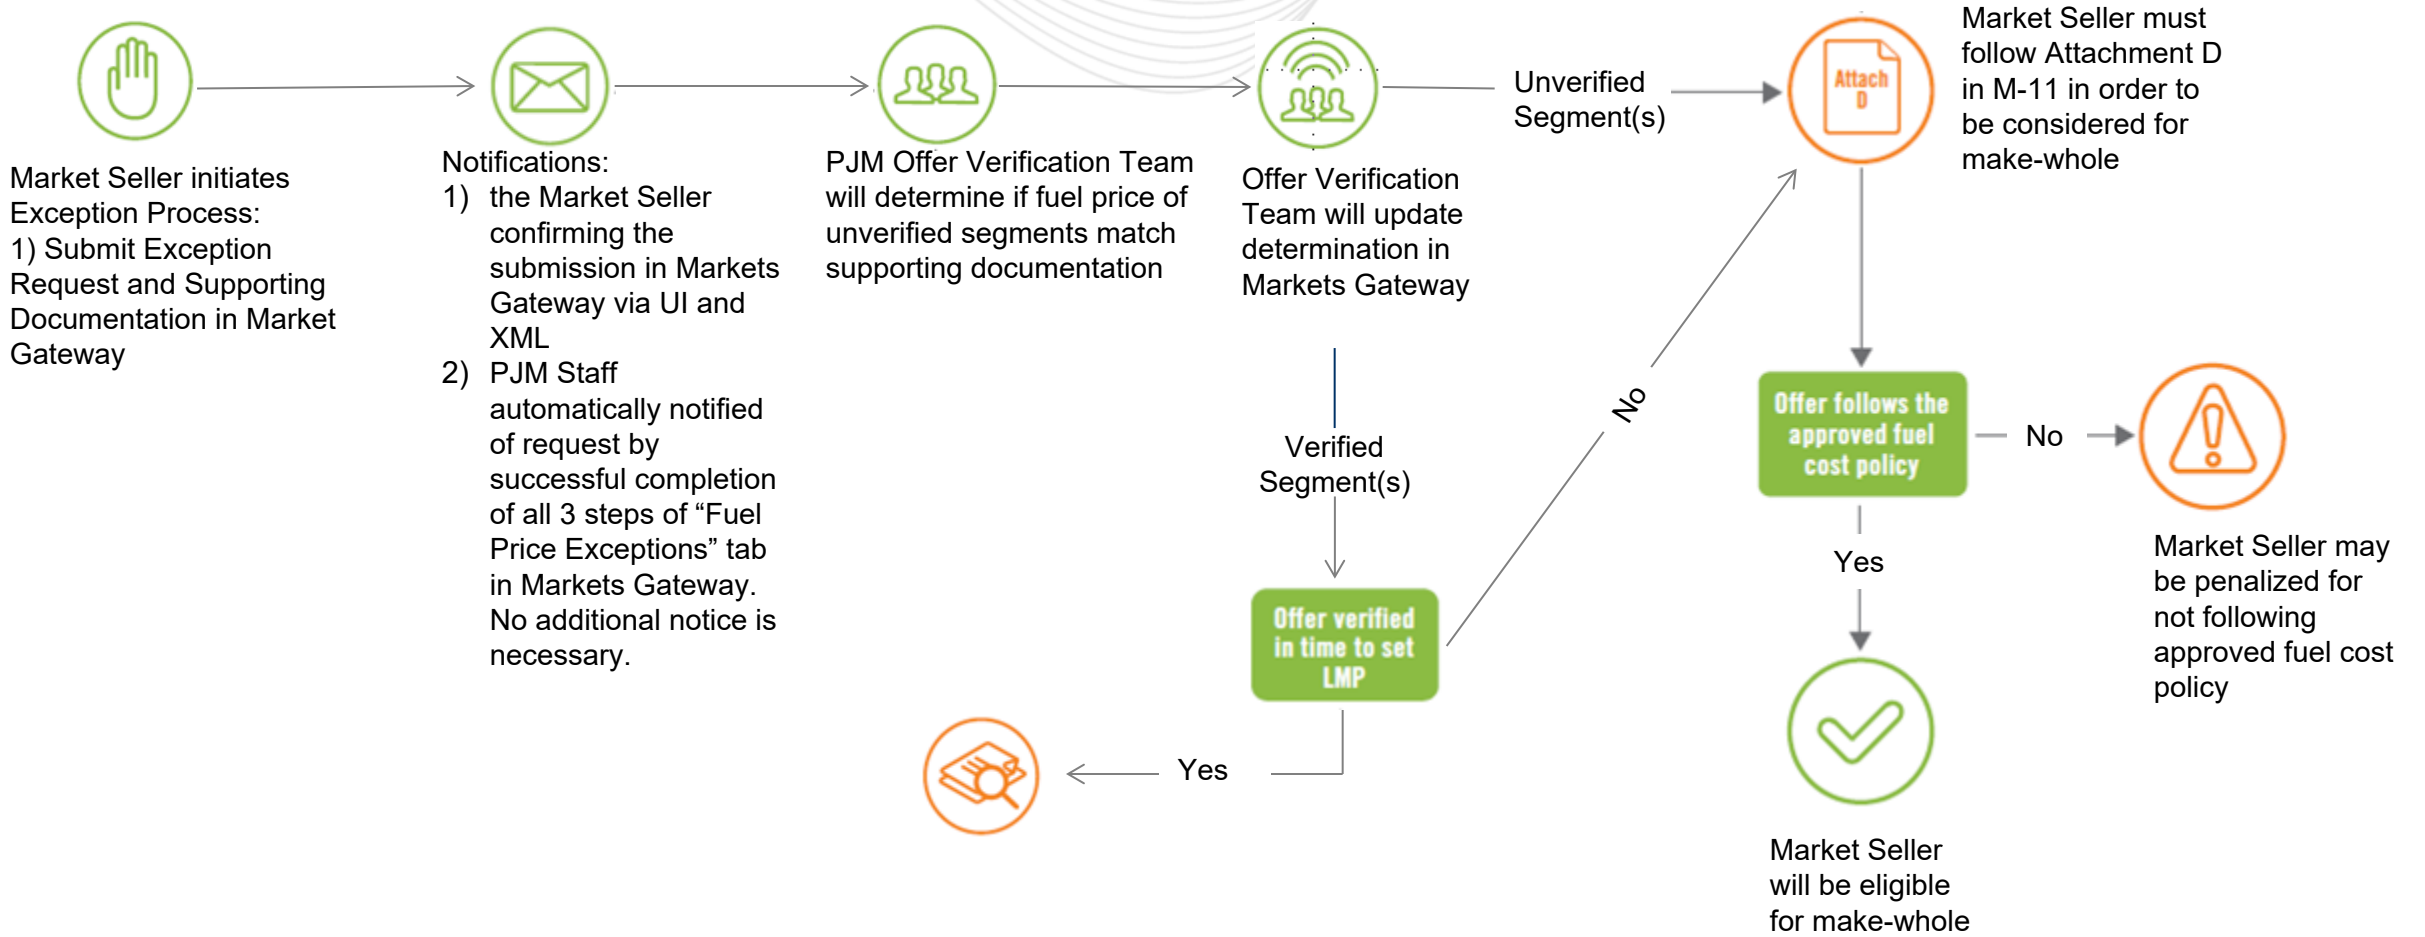 Market Seller initiates
Exception Process:
1) Submit Exception
Request and Supporting
Documentation in Market
Gateway
Notifications:
1) the Market Seller
confirming the
submission in Markets
Gateway via UI and
XML
2) PJM Staff
automatically notified
of request by
successful completion
of all 3 steps of “Fuel
Price Exceptions” tab
in Markets Gateway.
No additional notice is
necessary.
PJM Offer Verification Team
will determine if fuel price of
unverified segments match
supporting documentation
Offer Verification
Team will update
determination in
Markets Gateway
Unverified
Segment(s)
Attach
D
Market Seller must
follow Attachment D
in M-11 in order to
be considered for
make-whole
Verified
Segment(s)
Offer verified
in time to set
LMP
No
Yes
Offer follows the
approved fuel
cost policy
No
Market Seller may
be penalized for
not following
approved fuel cost
policy
Yes
Market Seller
will be eligible
for make-whole